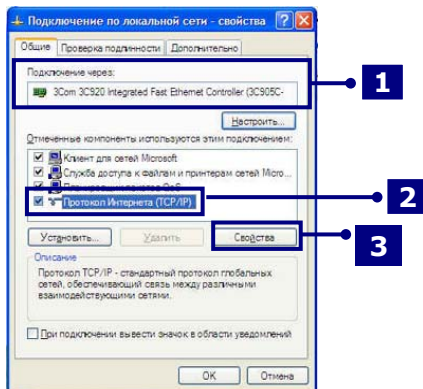 Подключение по локальной сети - свойства
Общие Проверка подлинности Дополнительно
Подключение через:
3Com 3C920 Integrated Fast Ethernet Controller (3C905C-
1
Настроить...
Отмеченные компоненты используются этим подключением:
Клиент для сетей Microsoft
Служба доступа к файлам и принтерам сетей Micro...
Планировщик пакетов QoS
Протокол Интернета (TCP/IP)
2
Установить... Удалить Свойства
3
Описание
Протокол TCP/IP - стандартный протокол глобальных
сетей, обеспечивающий связь между различными
взаимодействующими сетями.
При подключении вывести значок в области уведомлений
OK Отмена